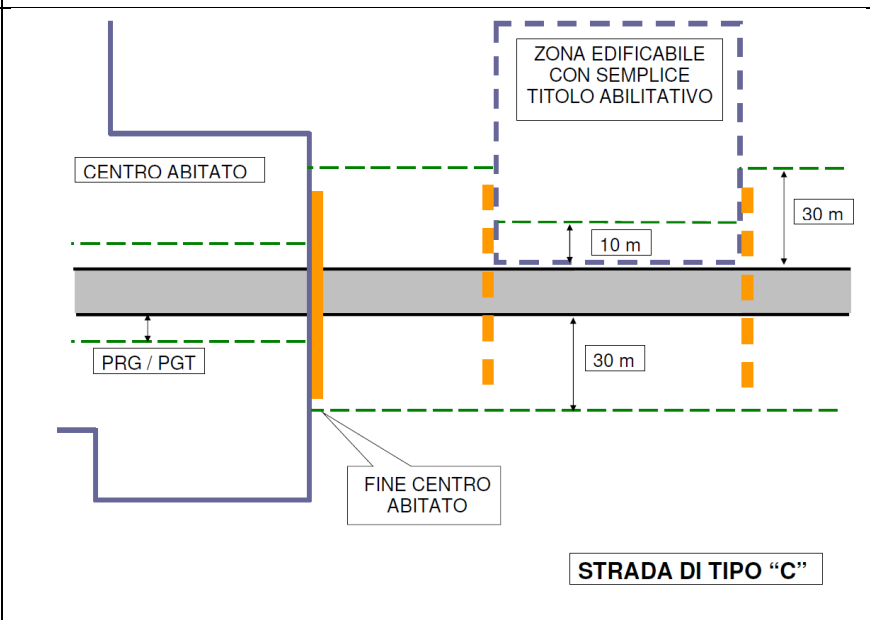 ZONA EDIFICABILE
CON SEMPLICE
TITOLO ABILITATIVO
CENTRO ABITATO
30 m
10 m
PRG / PGT
30 m
FINE CENTRO
ABITATO
STRADA DI TIPO “C”